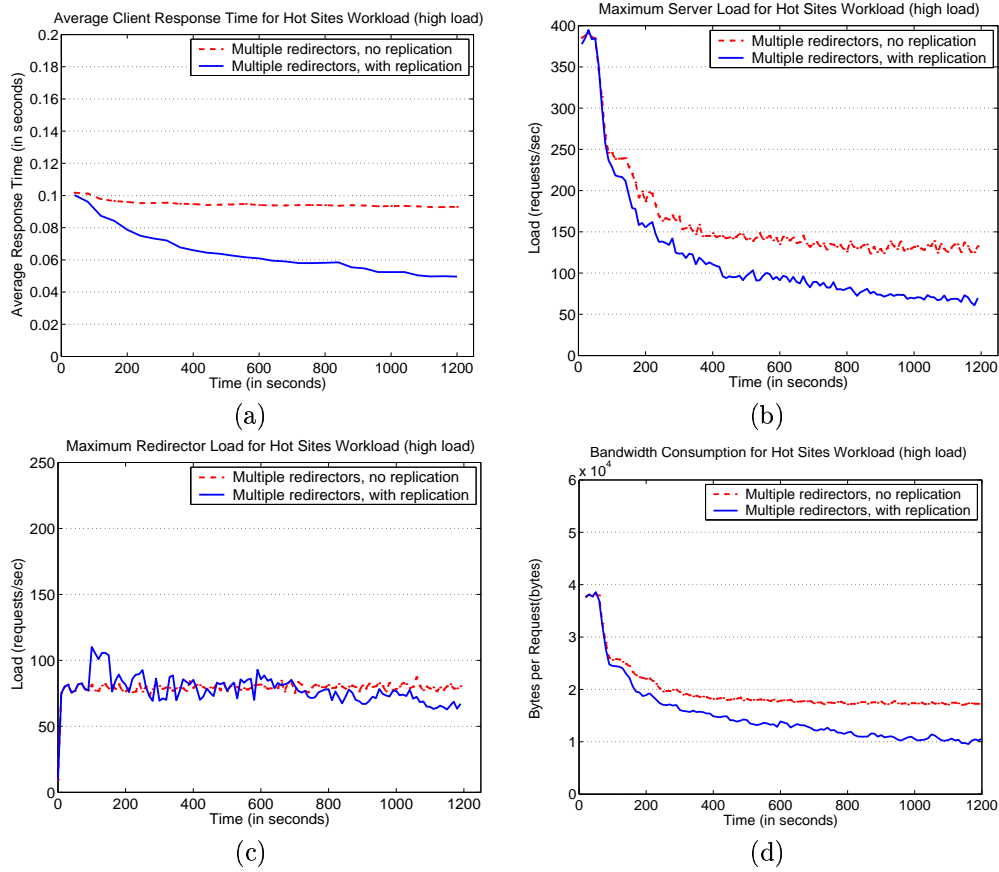 Average Client Response Time for Hot Sites Workload (high load)
0.2
0.18
0.16
0.14
0.12
0.1
0.08
0.06
0.04
0.02
0
Average Response Time (in seconds)
Multiple redirectors, no replication
Multiple redirectors, with replication
0 200 400 600 800 1000 1200
Time (in seconds)
(a)
Maximum Server Load for Hot Sites Workload (high load)
400
350
300
250
200
150
100
50
0
Load (requests/sec)
Multiple redirectors, no replication
Multiple redirectors, with replication
0 200 400 600 800 1000 1200
Time (in seconds)
(b)
Maximum Redirector Load for Hot Sites Workload (high load)
250
200
150
100
50
0
Load (requests/sec)
Multiple redirectors, no replication
Multiple redirectors, with replication
0 200 400 600 800 1000 1200
Time (in seconds)
(c)
Bandwidth Consumption for Hot Sites Workload (high load)
x 10^4
6
5
4
3
2
1
0
Bytes per Request(bytes)
Multiple redirectors, no replication
Multiple redirectors, with replication
0 200 400 600 800 1000 1200
Time (in seconds)
(d)